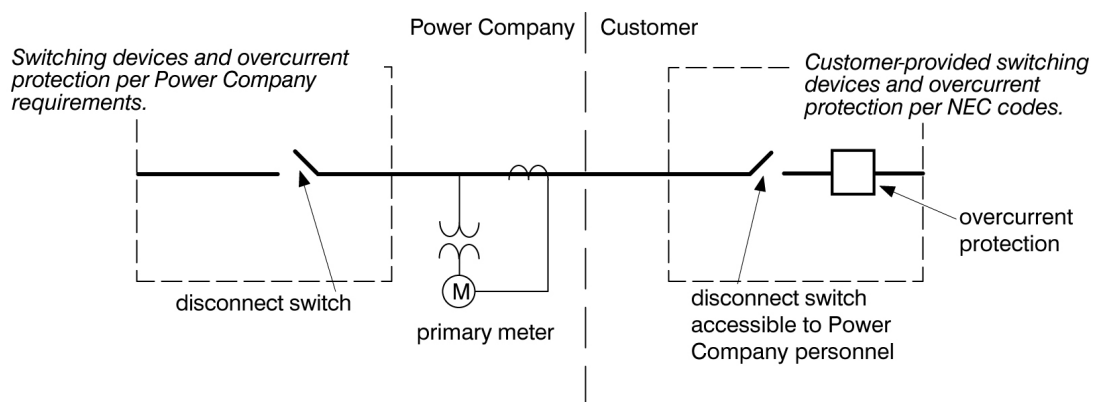 Power Company
Customer
Switching devices and overcurrent
protection per Power Company
requirements.
Customer-provided switching
devices and overcurrent
protection per NEC codes.
overcurrent
protection
disconnect switch
M
primary meter
disconnect switch
accessible to Power
Company personnel